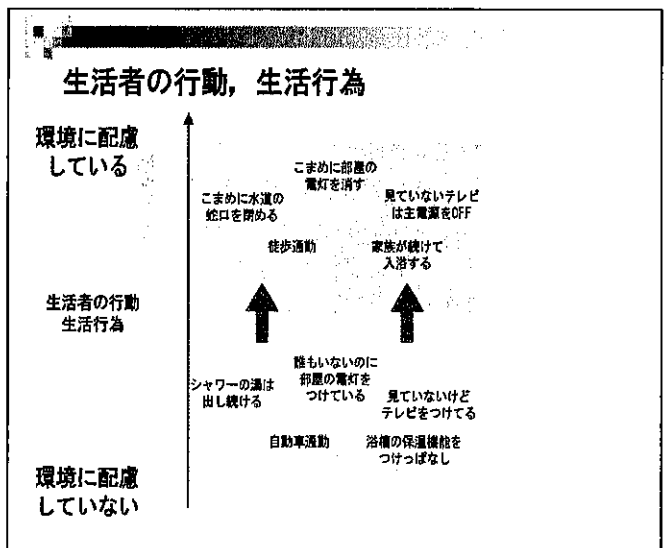 生活者の行動，生活行為
環境に配慮
している
こまめに部屋の
電灯を消す
こまめに水道の
蛇口を閉める
見ていないテレビ
は主電源をOFF
徒歩通勤
家族が続けて
入浴する
生活者の行動
生活行為
誰もいないのに
部屋の電灯を
つけている
シャワーの湯は
出し続ける
見ていないけど
テレビをつけてる
自動車通勤
浴槽の保温機能を
つけっぱなし
環境に配慮
していない